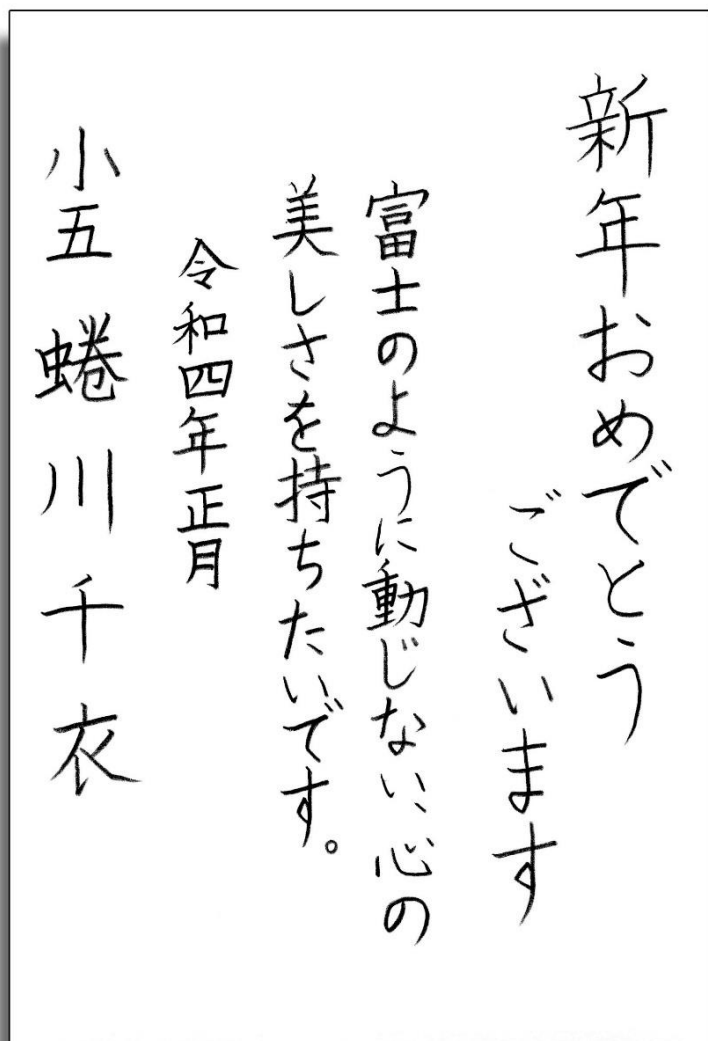 新年おめでとう
ございます
富士のように動じない、心の
美しさを持ちたいです。
令和四年正月
小五 蜷川千衣